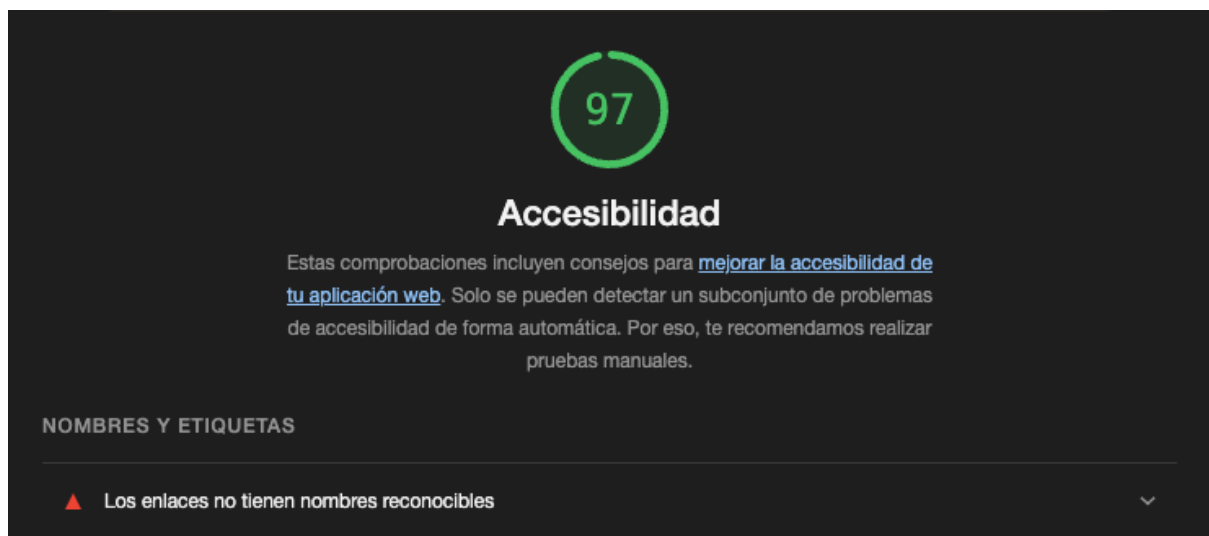 97
Accesibilidad
Estas comprobaciones incluyen consejos para mejorar la accesibilidad de
tu aplicación web. Solo se pueden detectar un subconjunto de problemas
de accesibilidad de forma automática. Por eso, te recomendamos realizar
pruebas manuales.
NOMBRES Y ETIQUETAS
Los enlaces no tienen nombres reconocibles